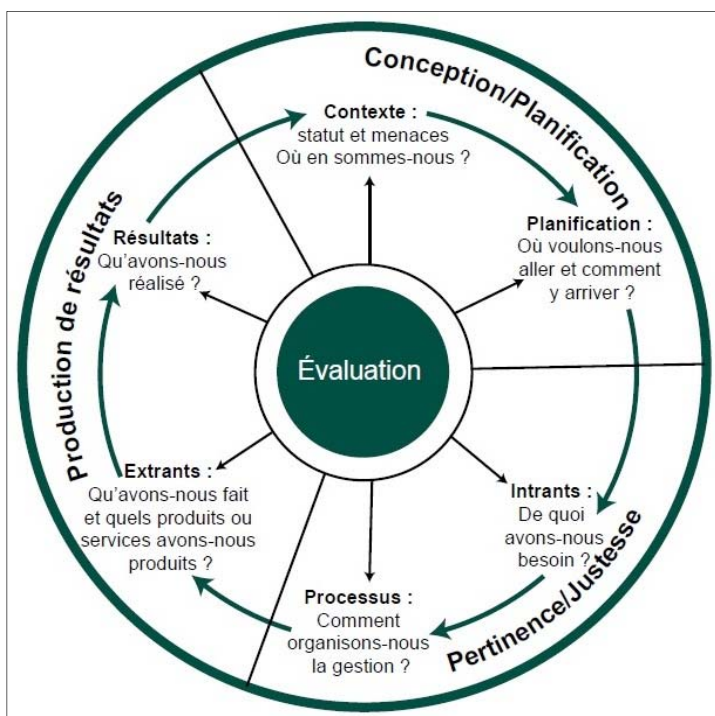 Conception/Planification
Contexte :
statut et menaces
Où en sommes-nous ?
Planification :
Où voulons-nous
aller et comment
y arriver ?
Pertinence/Justesse
Intrants :
De quoi
avons-nous
besoin ?
Processus :
Comment
organisons-nous
la gestion ?
Production de résultats
Extrants :
Qu'avons-nous fait
et quels produits ou
services avons-nous
produits ?
Résultats :
Qu'avons-nous
réalisé ?
Évaluation